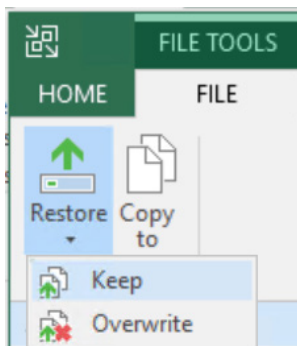 FILE TOOLS
HOME FILE
Restore Copy to
Keep
Overwrite